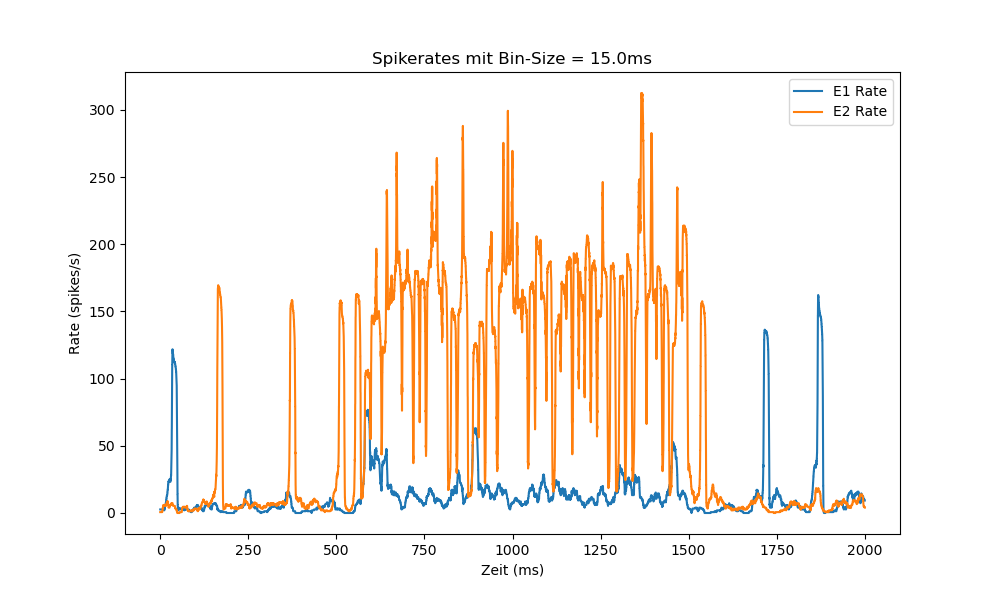 Spikerates mit Bin-Size = 15.0ms
E1 Rate
E2 Rate
Rate (spikes/s)
300
250
200
150
100
50
0
0 250 500 750 1000 1250 1500 1750 2000
Zeit (ms)